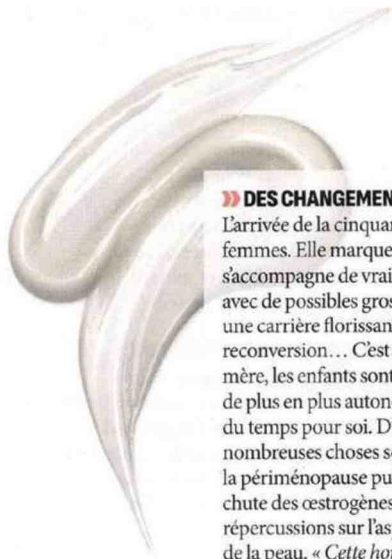 » DES CHANGEMEN
L'arrivée de la cinquan
femmes. Elle marque
s'accompagne de vrai
avec de possibles gros
une carrière florissan
reconversion... C'est
mère, les enfants sont
de plus en plus autono
du temps pour soi. D'
nombreuses choses so
la périménopause pu
chute des œstrogènes
répercussions sur l'as
de la peau. « Cette ho